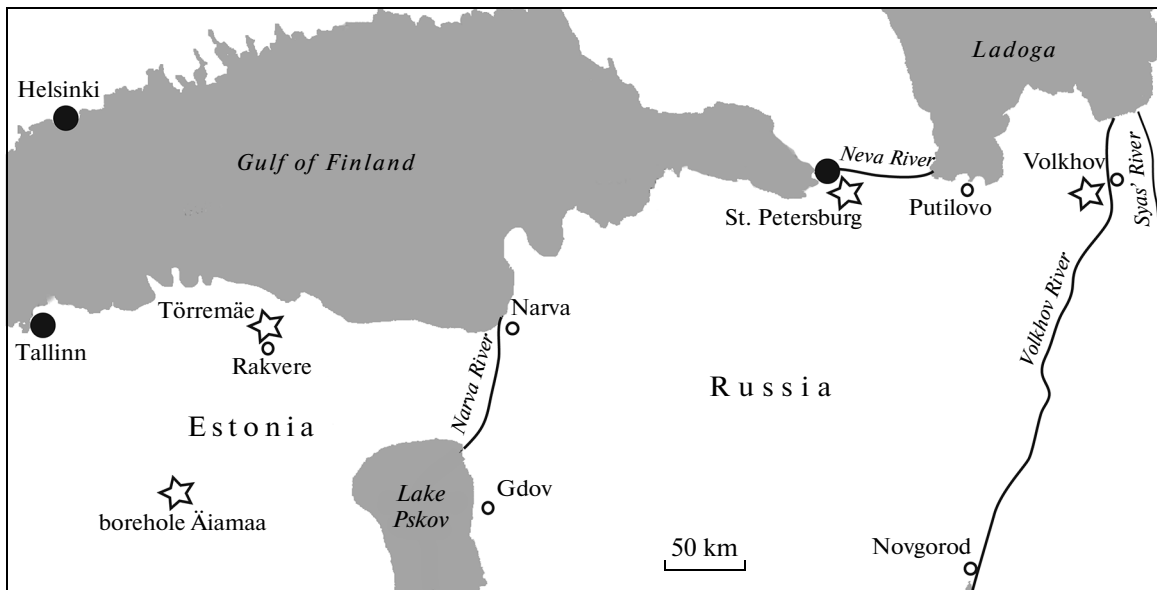 Ladoga
Helsinki
Gulf of Finland
Neva River
Volkhov
Syas' River
St. Petersburg
Putilovo
Törremäe
Narva
Tallinn
Rakvere
Narva River
Volkhov River
Russia
Estonia
Lake
Pskov
Gdov
borehole Äiamaa
50 km
Novgorod